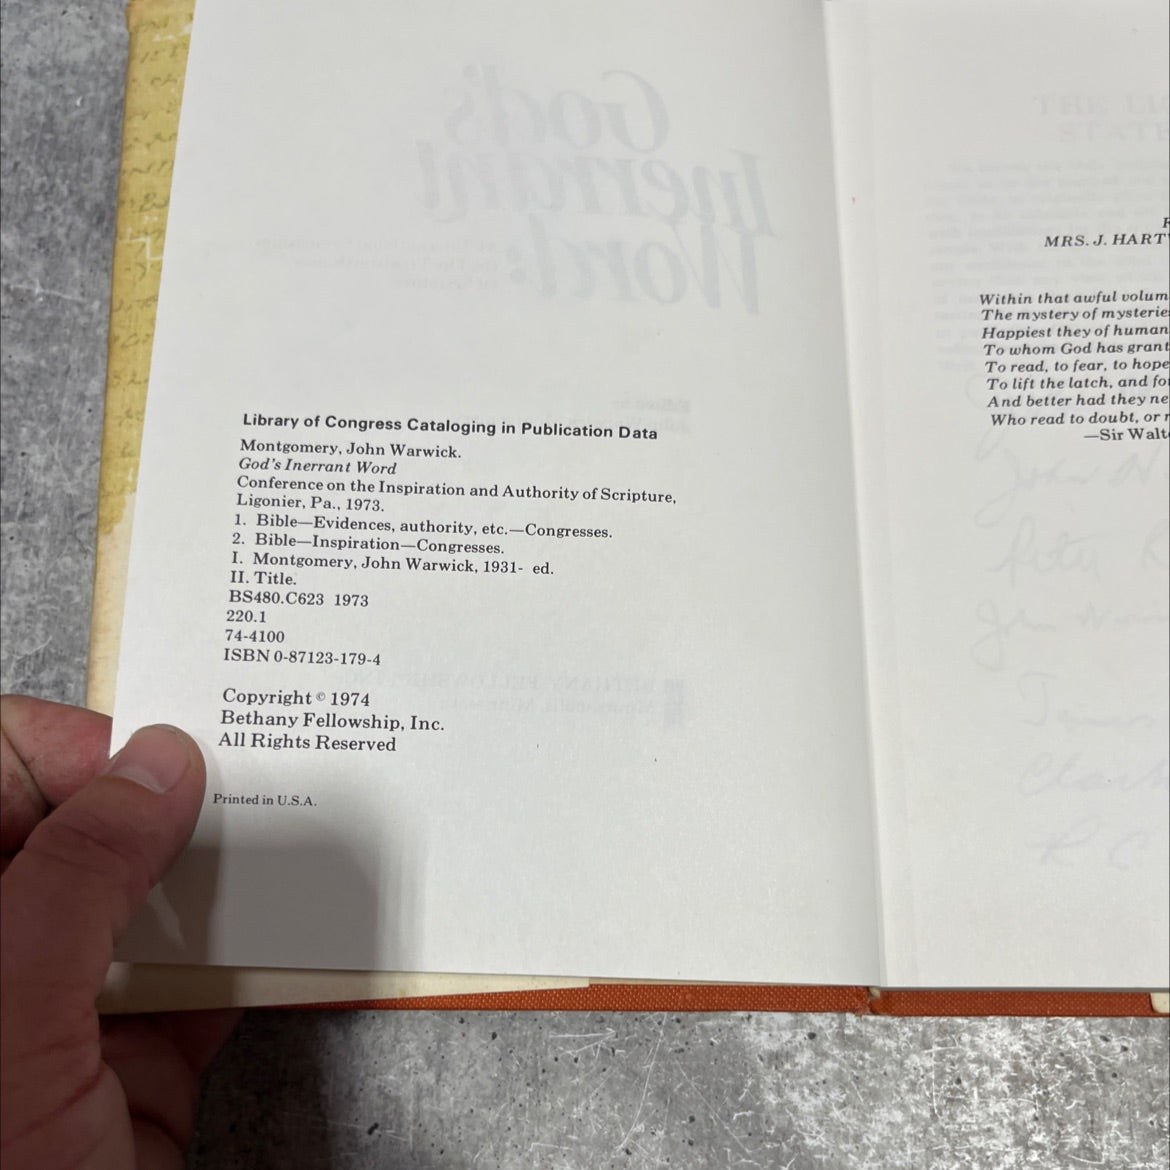 Library of Congress Cataloging in Publication Data
Montgomery, John Warwick.
God's Inerrant Word
Conference on the Inspiration and Authority of Scripture,
Ligonier, Pa., 1973.
1. Bible—Evidences, authority, etc.—Congresses.
2. Bible—Inspiration—Congresses.
I. Montgomery, John Warwick, 1931- ed.
II. Title.
BS480.C623 1973
220.1
74-4100
ISBN 0-87123-179-4
Copyright © 1974
Bethany Fellowship, Inc.
All Rights Reserved
Printed in U.S.A.
God's
Inerrant
Word:
MRS. J. HART
Within that awful volum
The mystery of mysterie
Happiest they of human
To whom God has grant
To read, to fear, to hope
To lift the latch, and fo
And better had they ne
Who read to doubt, or r
—Sir Walt